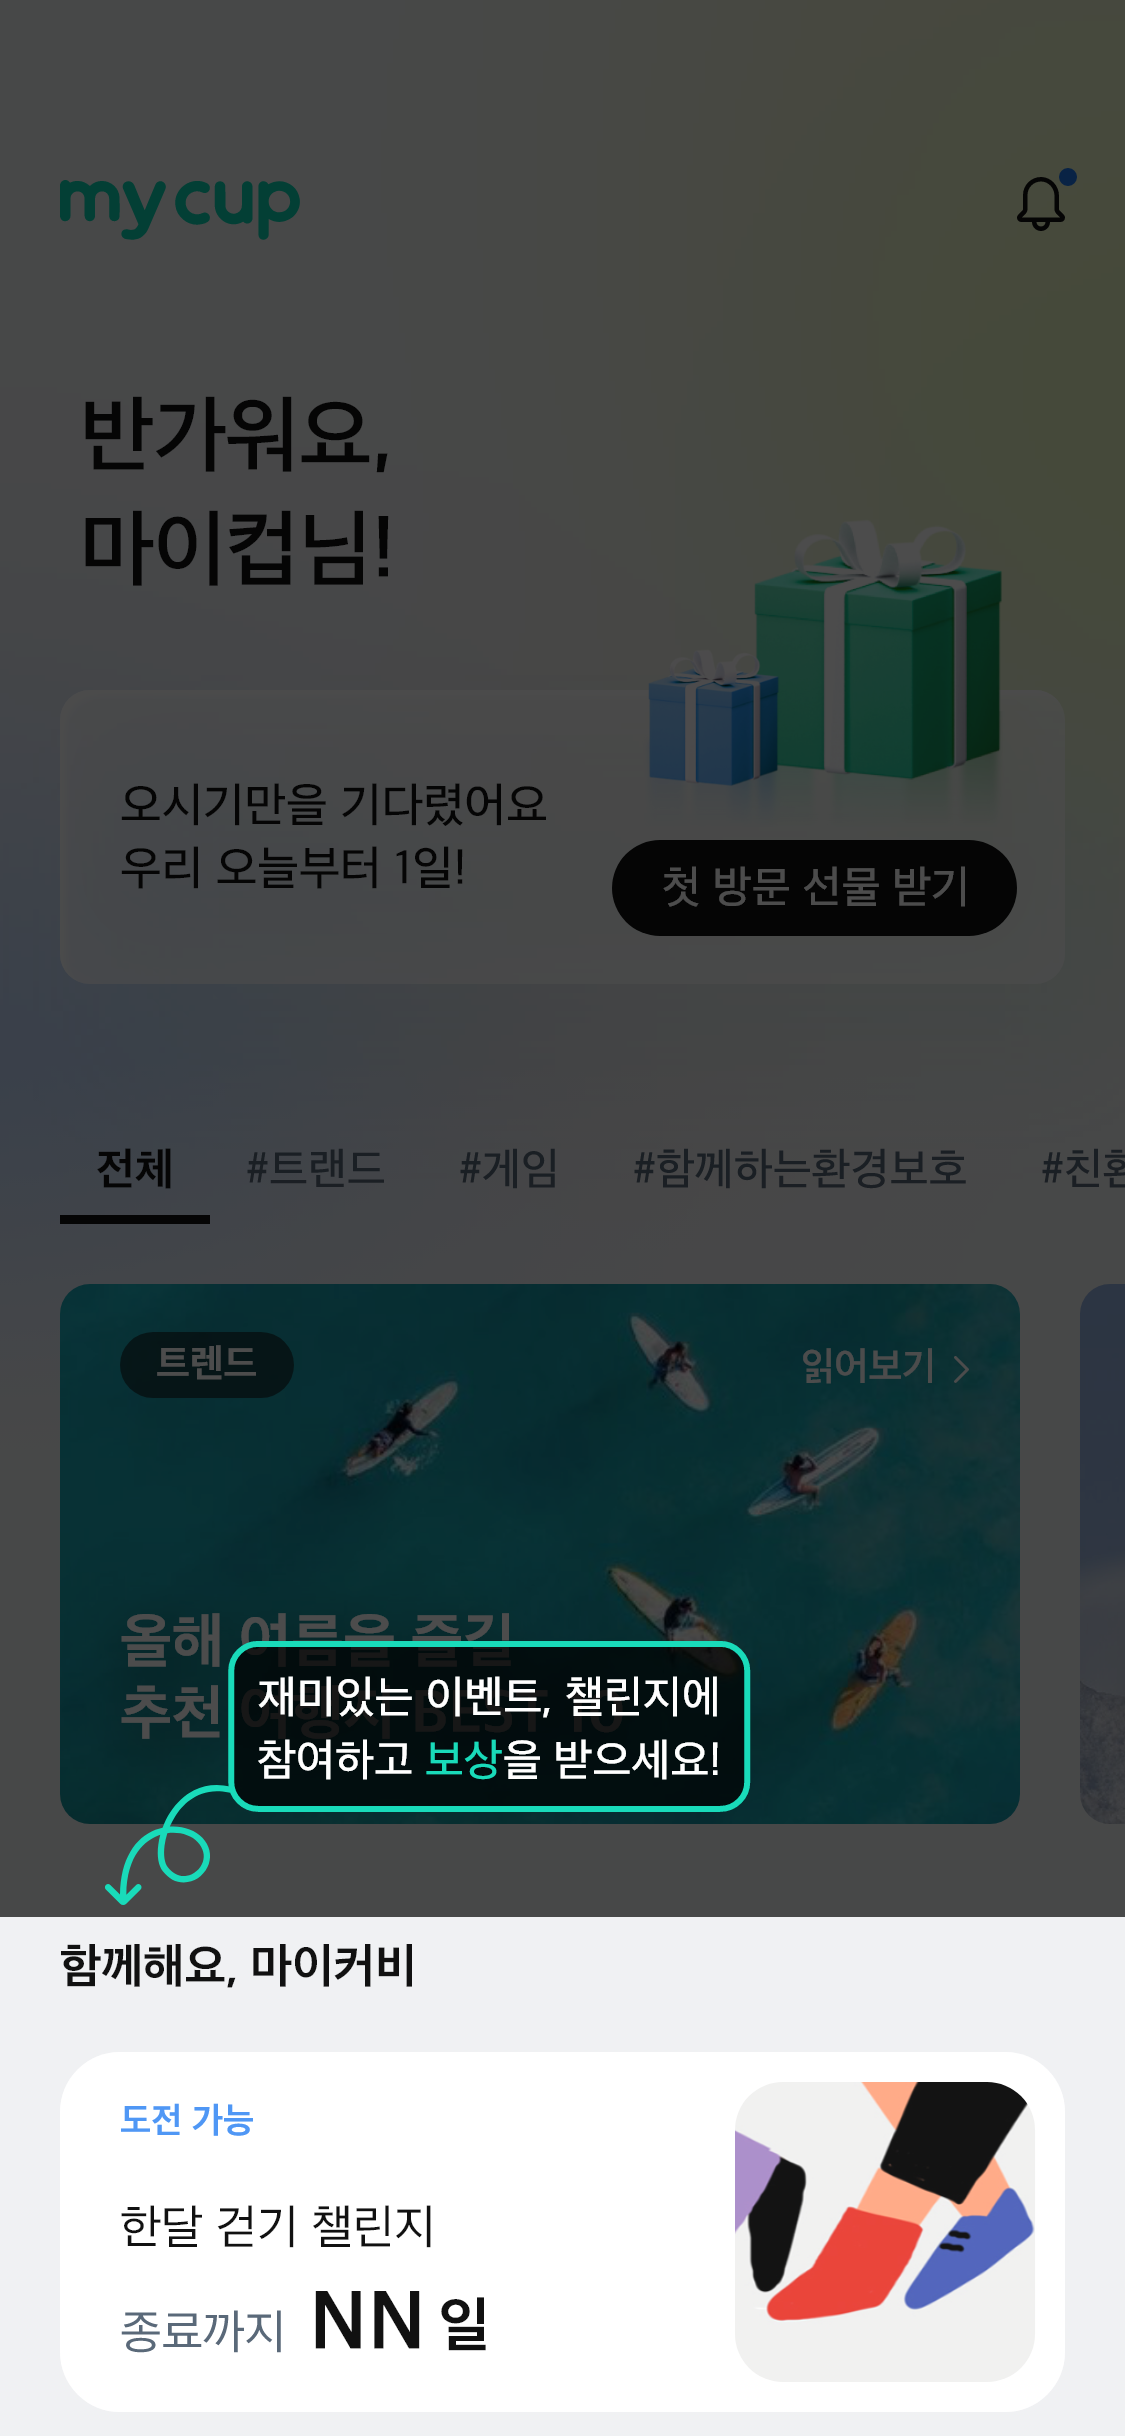 my cup
반가워요,
마이컵님!
오시기만을 기다렸어요
우리 오늘부터 1일!
첫 방문 선물 받기
전체 #트랜드 #게임 #함께하는환경보호 #친환
트렌드
읽어보기
올해 여름을 즐길
추천 여행지 BEST 10
재미있는 이벤트, 챌린지에
참여하고 보상을 받으세요!
함께해요, 마이커비
도전 가능
한달 걷기 챌린지
종료까지 NN 일